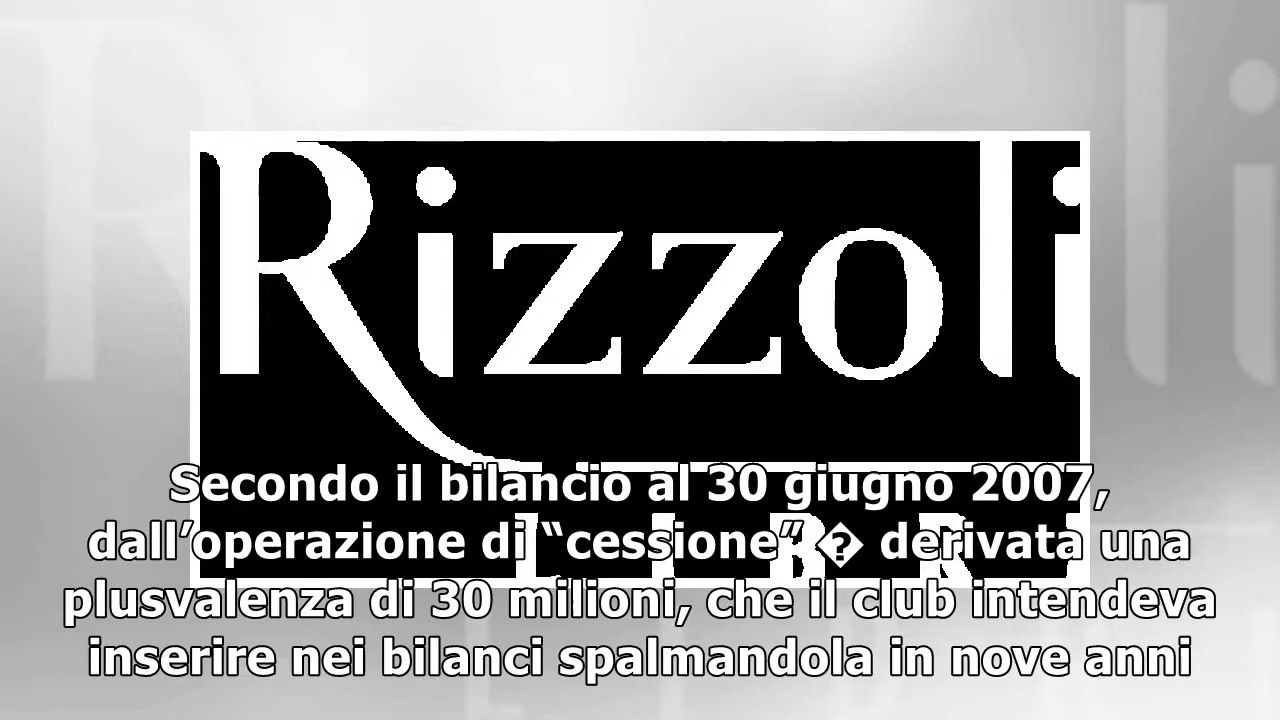 Rizzoli
LIBRI
Secondo il bilancio al 30 giugno 2007,
dall’operazione di “cessione” � derivata una
plusvalenza di 30 milioni, che il club intendeva
inserire nei bilanci spalmandola in nove anni